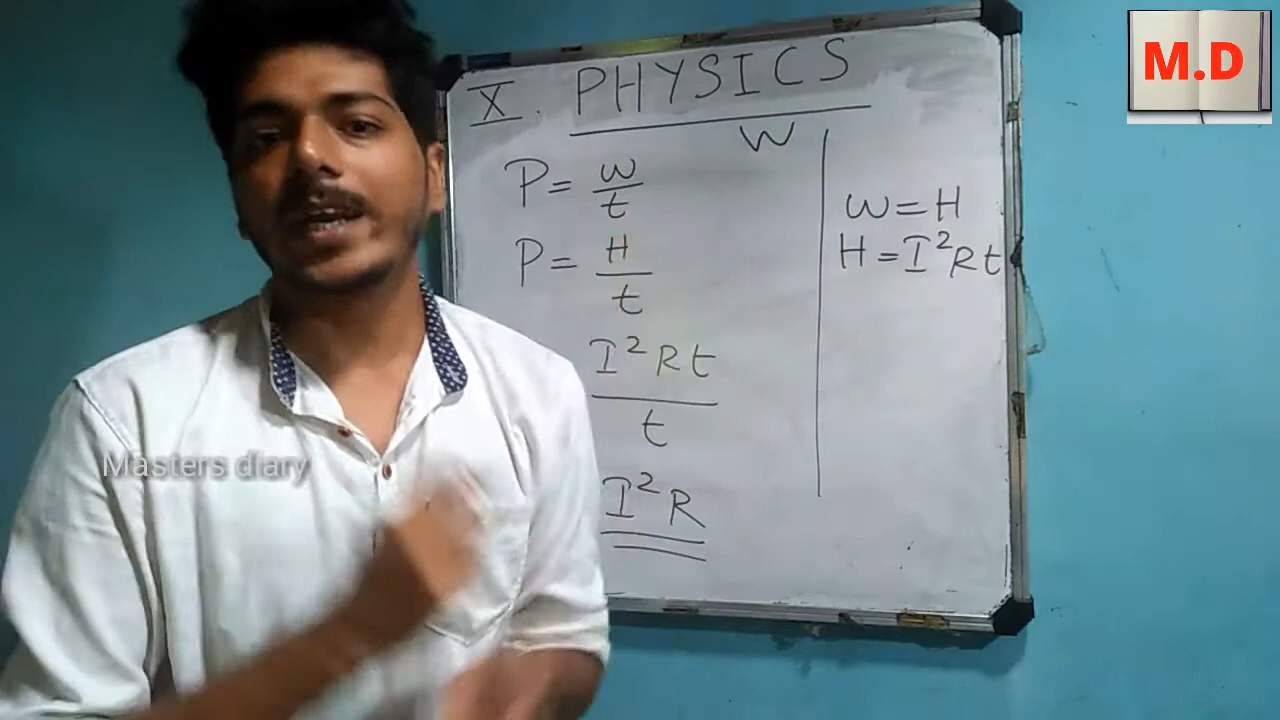 X. PHYSICS
W
P = w/t
P = H/t
I²Rt/t
I²R
W = H
H = I²Rt
M.D
Masters diary